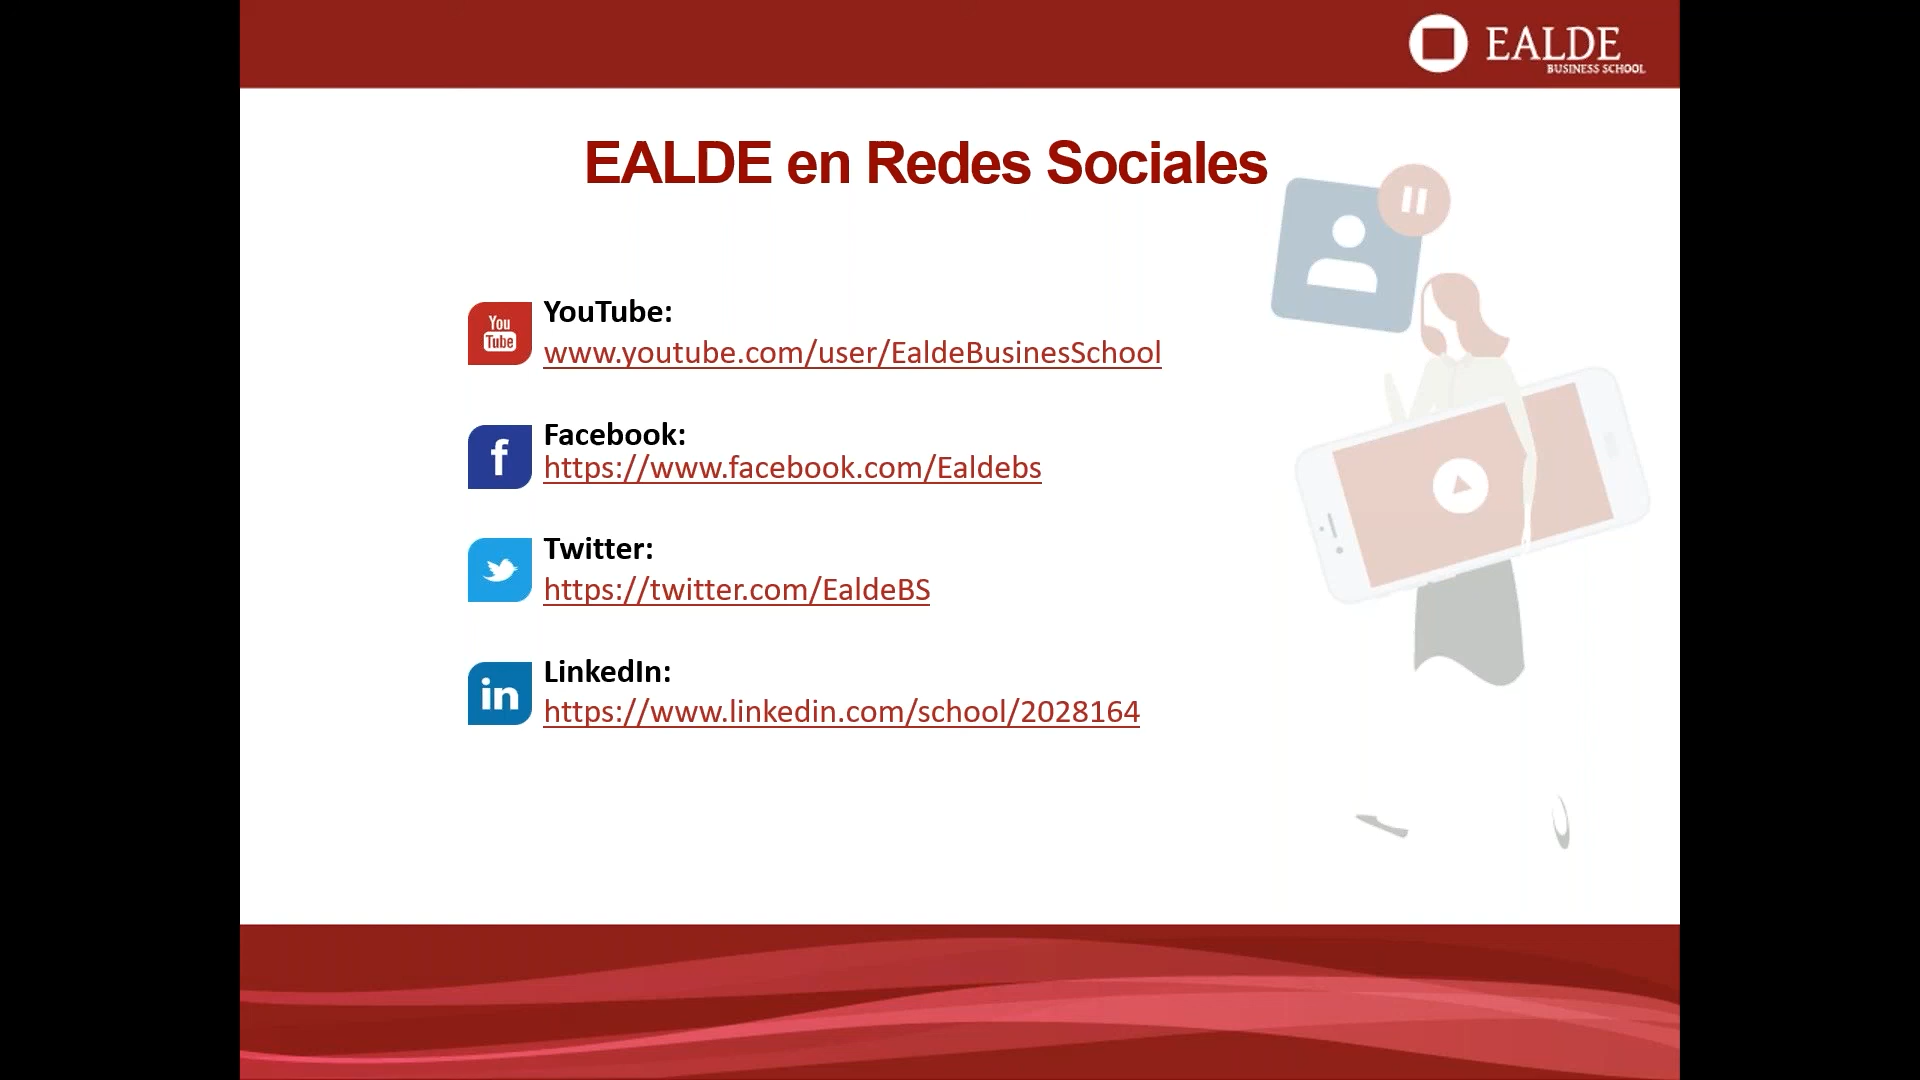 EALDE
BUSINESS SCHOOL
EALDE en Redes Sociales
You
Tube
YouTube:
www.youtube.com/user/EaldeBusinesSchool
f
Facebook:
https://www.facebook.com/Ealdebs
Twitter:
https://twitter.com/EaldeBS
in
LinkedIn:
https://www.linkedin.com/school/2028164